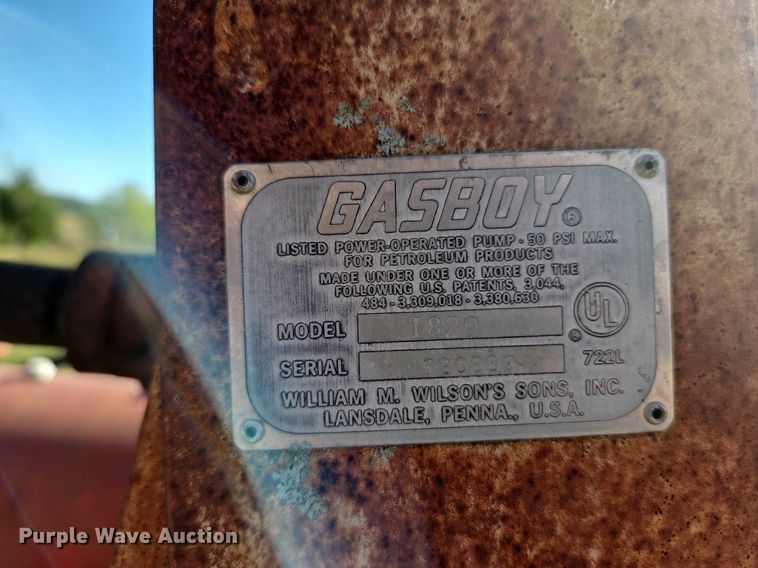 GASBOY®
LISTED POWER-OPERATED PUMP - 50 PSI MAX.
FOR PETROLEUM PRODUCTS
MADE UNDER ONE OR MORE OF THE
FOLLOWING U.S. PATENTS, 3,044,
484 - 3,309,018 - 3,380,630
UL
MODEL 1820 ©
SERIAL 722L
WILLIAM M. WILSON'S SONS, INC.
LANSDALE, PENNA., U.S.A.
Purple Wave Auction